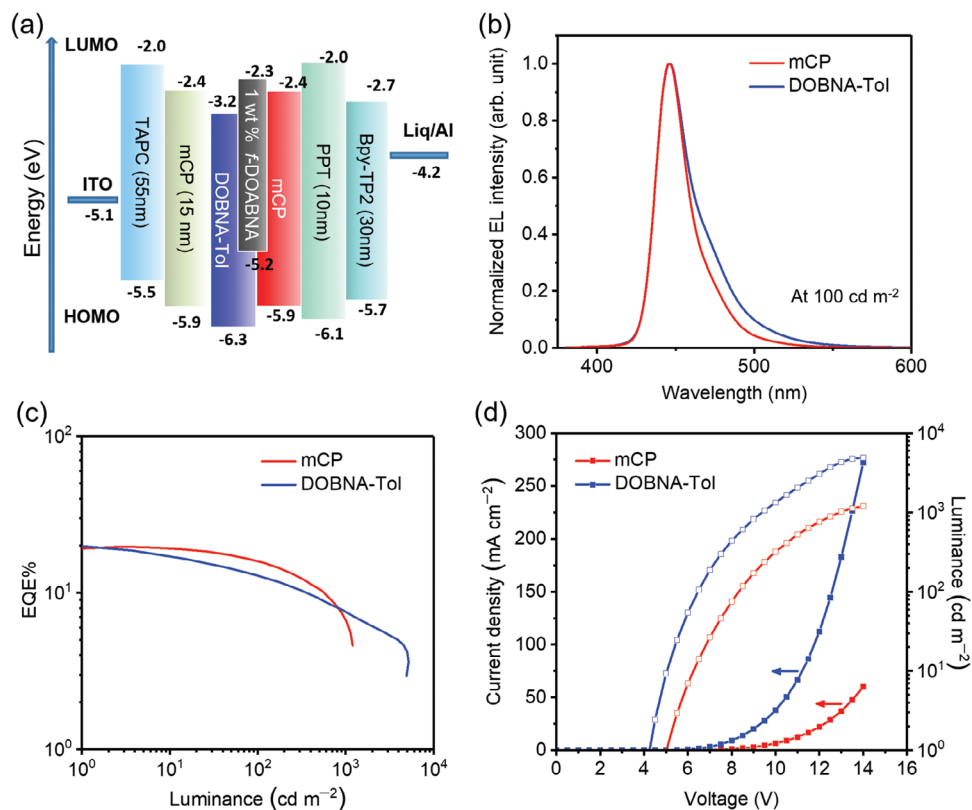 (a)
LUMO
-2.0
-2.4
-3.2
-2.3
-2.4
-2.0
-2.7
Liq/Al
-4.2
ITO
-5.1
Energy (eV)
TAPC (55nm)
mCP (15 nm)
DOBNA-Tol
1 wt % f-DOABNA
mCP
PPT (10nm)
Bpy-TP2 (30nm)
-5.2
-5.5
-5.9
-6.3
-5.9
-6.1
-5.7
HOMO
(b)
mCP
DOBNA-Tol
Normalized EL intensity (arb. unit)
1.0
0.8
0.6
0.4
0.2
0.0
At 100 cd m-2
400
500
600
Wavelength (nm)
(c)
mCP
DOBNA-Tol
EQE%
10²
10¹
10⁰
10⁰
10¹
10²
10³
10⁴
Luminance (cd m⁻²)
(d)
mCP
DOBNA-Tol
Current density (mA cm⁻²)
300
275
250
225
200
175
150
125
100
75
50
25
0
0
2
4
6
8
10
12
14
16
Voltage (V)
10⁴
10³
10²
10¹
10⁰
Luminance (cd m⁻²)